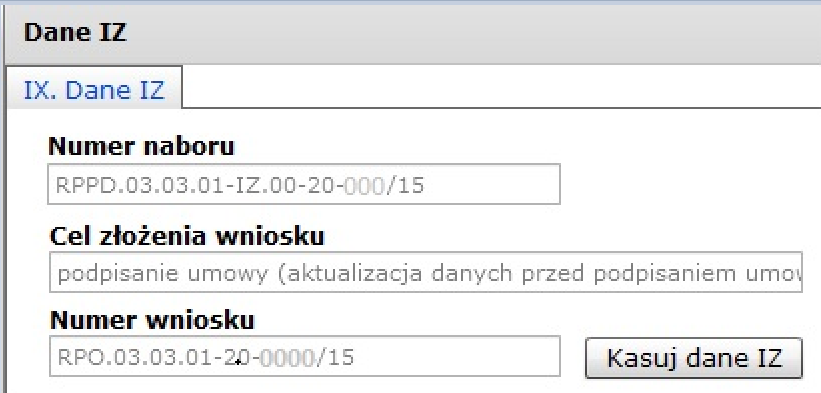 Dane IZ
IX. Dane IZ
Numer naboru
RPPD.03.03.01-IZ.00-20-000/15
Cel złożenia wniosku
podpisanie umowy (aktualizacja danych przed podpisaniem umow
Numer wniosku
RPO.03.03.01-20-0000/15
Kasuj dane IZ